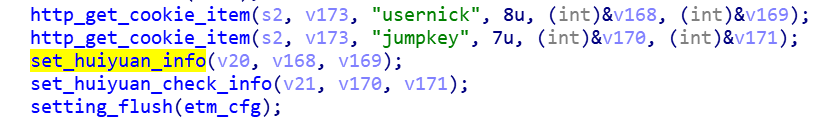 http_get_cookie_item(s2, v173, "usernick", 8u, (int)&v168, (int)&v169);
http_get_cookie_item(s2, v173, "jumpkey", 7u, (int)&v170, (int)&v171);
set_huiyuan_info(v20, v168, v169);
set_huiyuan_check_info(v21, v170, v171);
setting_flush(etm_cfg);